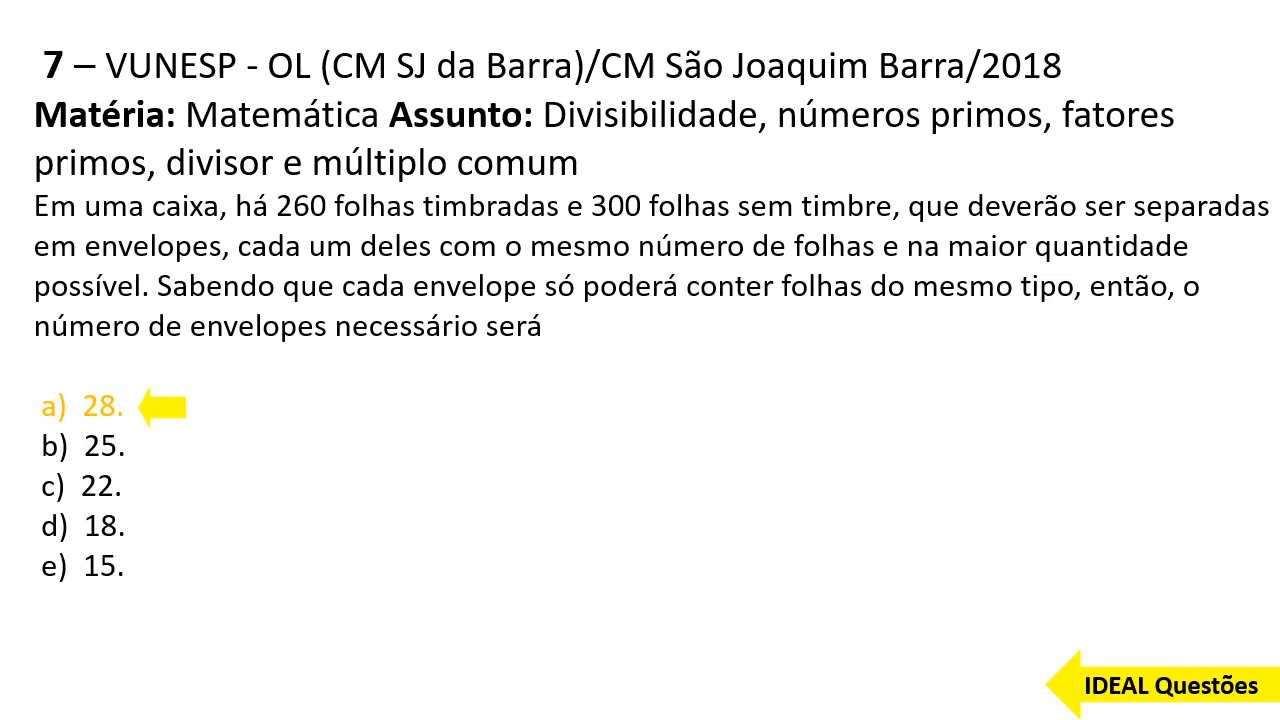 7 – VUNESP - OL (CM SJ da Barra)/CM São Joaquim Barra/2018
Matéria: Matemática Assunto: Divisibilidade, números primos, fatores
primos, divisor e múltiplo comum
Em uma caixa, há 260 folhas timbradas e 300 folhas sem timbre, que deverão ser separadas
em envelopes, cada um deles com o mesmo número de folhas e na maior quantidade
possível. Sabendo que cada envelope só poderá conter folhas do mesmo tipo, então, o
número de envelopes necessário será
a) 28.
b) 25.
c) 22.
d) 18.
e) 15.
IDEAL Questões